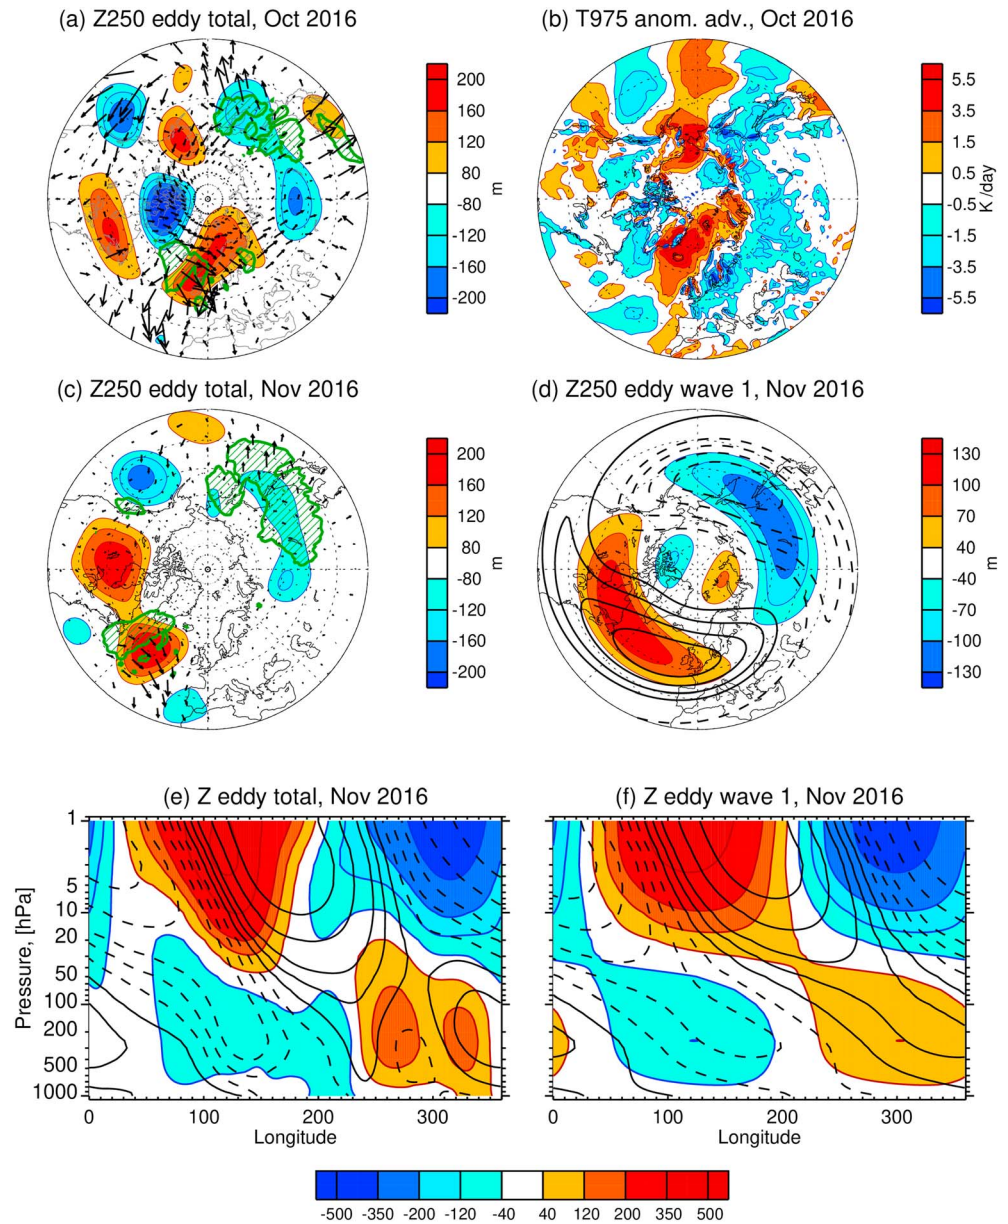 (a) Z250 eddy total, Oct 2016
200
160
120
80
-80
-120
-160
-200
m
(b) T975 anom. adv., Oct 2016
5.5
3.5
1.5
0.5
-0.5
-1.5
-3.5
-5.5
K/day
(c) Z250 eddy total, Nov 2016
200
160
120
80
-80
-120
-160
-200
m
(d) Z250 eddy wave 1, Nov 2016
130
100
70
40
-40
-70
-100
-130
m
(e) Z eddy total, Nov 2016
Pressure, [hPa]
1
5
10
20
50
100
200
500
1000
0 100 200 300
Longitude
(f) Z eddy wave 1, Nov 2016
0 100 200 300
Longitude
-500 -350 -200 -120 -40 40 120 200 350 500